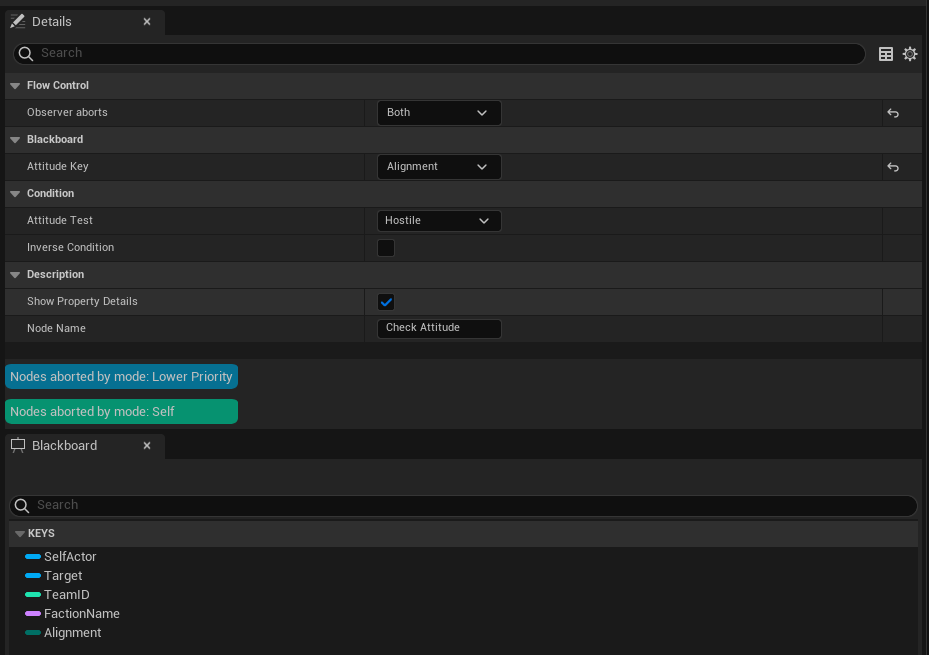 Details
Search
Flow Control
Observer aborts Both
Blackboard
Attitude Key Alignment
Condition
Attitude Test Hostile
Inverse Condition
Description
Show Property Details
Node Name Check Attitude
Nodes aborted by mode: Lower Priority
Nodes aborted by mode: Self
Blackboard
Search
KEYS
SelfActor
Target
TeamID
FactionName
Alignment